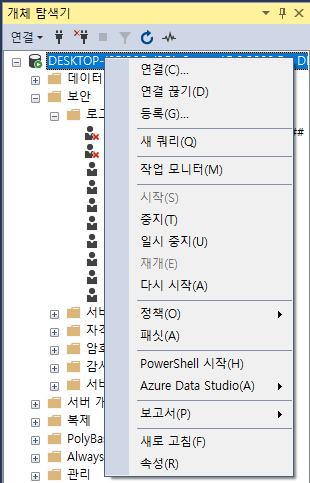 개체 탐색기
연결
DESKTOP-
연결(C)...
데이터
연결 끊기(D)
보안
등록(G)...
로그
새 쿼리(Q)
##
작업 모니터(M)
시작(S)
중지(T)
일시 중지(U)
재개(E)
다시 시작(A)
서버
정책(O)
자격
패싯(A)
암호
감사
PowerShell 시작(H)
서버
Azure Data Studio(A)
서버 개
보고서(P)
복제
PolyBas
새로 고침(F)
Always
관리
속성(R)